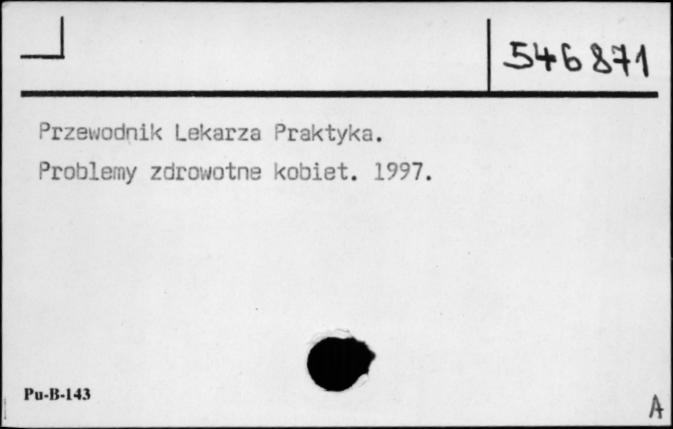 546871
Przewodnik Lekarza Praktyka.
Problemy zdrowotne kobiet. 1997.
Pu-B-143
A